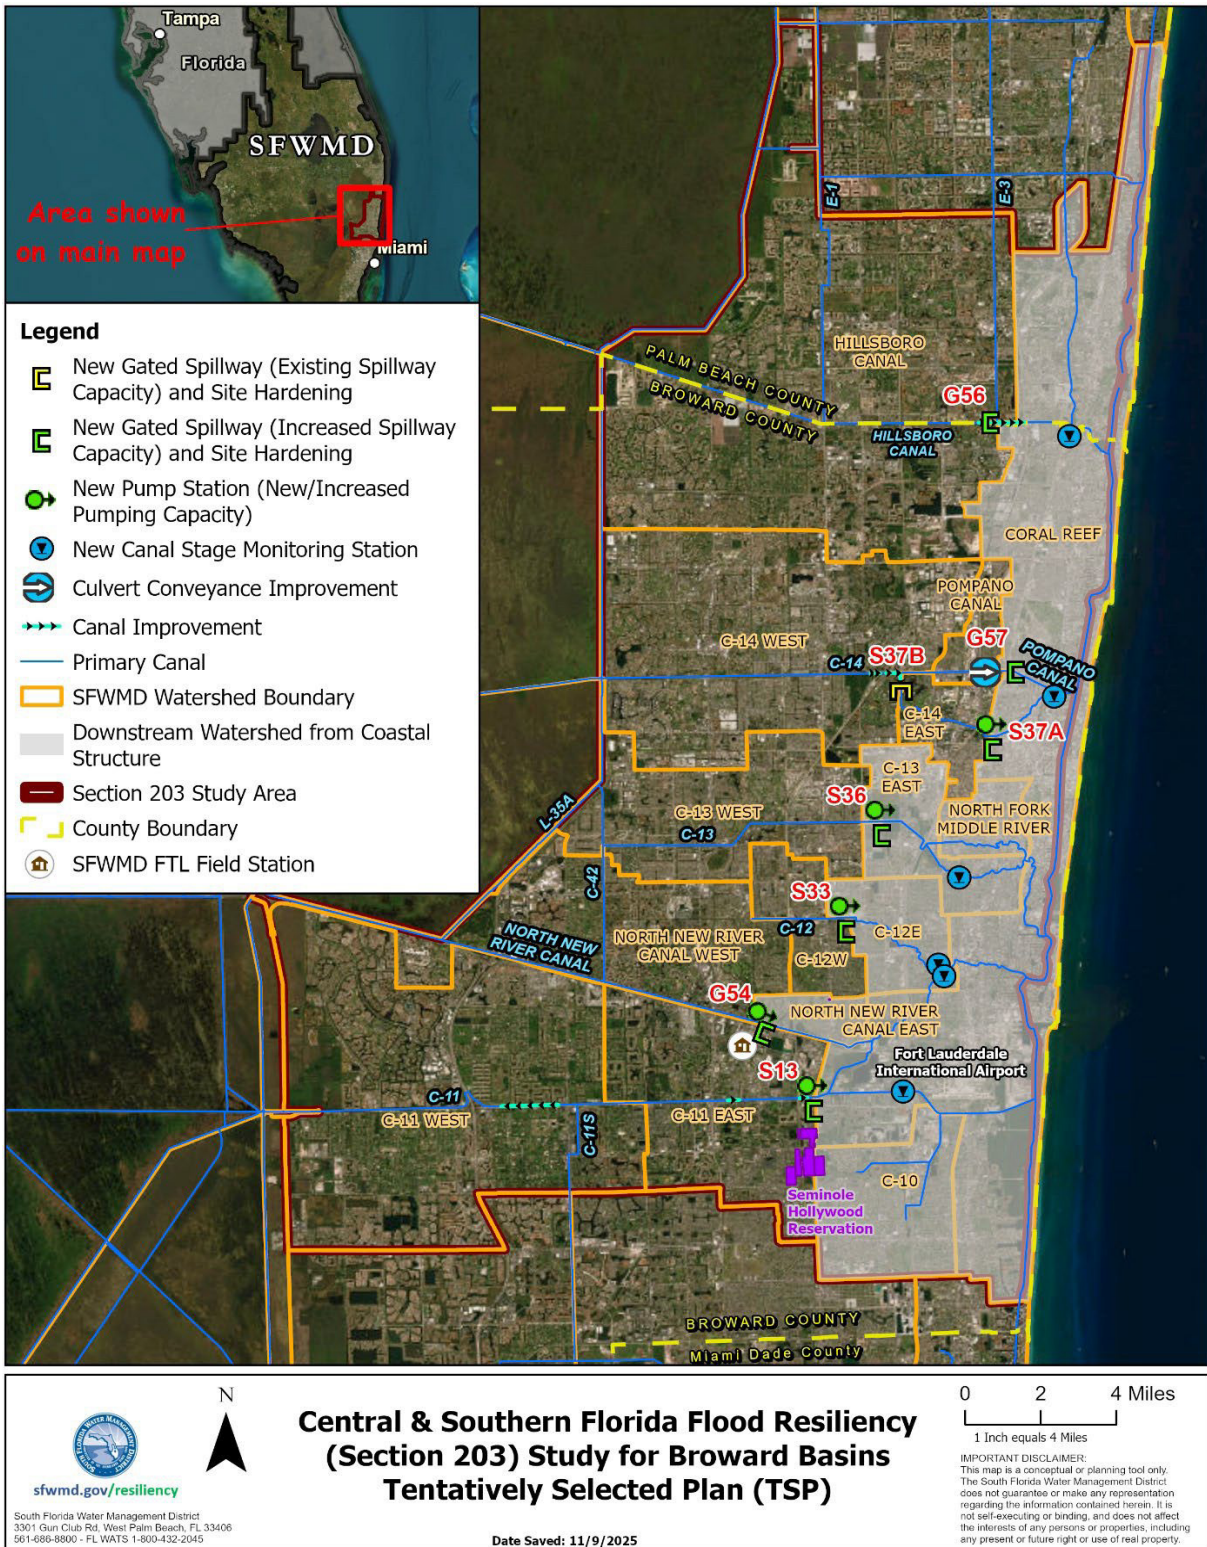 Tampa
Florida
SFWMD
Area shown
on main map
Miami
Legend
New Gated Spillway (Existing Spillway
Capacity) and Site Hardening
New Gated Spillway (Increased Spillway
Capacity) and Site Hardening
New Pump Station (New/Increased
Pumping Capacity)
New Canal Stage Monitoring Station
Culvert Conveyance Improvement
Canal Improvement
Primary Canal
SFWMD Watershed Boundary
Downstream Watershed from Coastal
Structure
Section 203 Study Area
County Boundary
SFWMD FTL Field Station
E-1
E-3
HILLSBORO
CANAL
PALM BEACH COUNTY
BROWARD COUNTY
G56
HILLSBORO
CANAL
CORAL REEF
POMPANO
CANAL
C-14 WEST
C-14
S37B
G57
POMPANO
CANAL
C-14
EAST
S37A
C-13
EAST
S36
C-13 WEST
C-13
NORTH FORK
MIDDLE RIVER
L-35A
C-42
S33
C-12
C-12E
C-12W
NORTH NEW
RIVER CANAL
NORTH NEW RIVER
CANAL WEST
G54
NORTH NEW RIVER
CANAL EAST
Fort Lauderdale
International Airport
S13
C-11
C-11 WEST
C-11S
C-11 EAST
C-10
Seminole
Hollywood
Reservation
BROWARD COUNTY
Miami Dade County
SOUTH FLORIDA WATER MANAGEMENT DISTRICT
sfwmd.gov/resiliency
South Florida Water Management District
3301 Gun Club Rd, West Palm Beach, FL 33406
561-686-8800 - FL WATS 1-800-432-2045
N
Central & Southern Florida Flood Resiliency
(Section 203) Study for Broward Basins
Tentatively Selected Plan (TSP)
Date Saved: 11/9/2025
0 2 4 Miles
1 Inch equals 4 Miles
IMPORTANT DISCLAIMER:
This map is a conceptual or planning tool only.
The South Florida Water Management District
does not guarantee or make any representation
regarding the information contained herein. It is
not self-executing or binding, and does not affect
the interests of any persons or properties, including
any present or future right or use of real property.